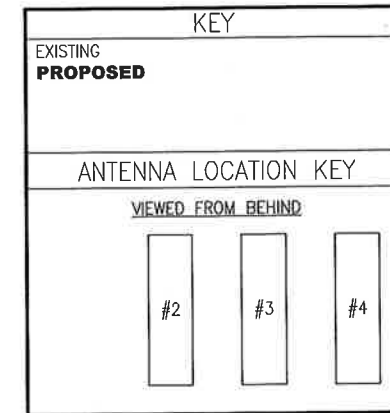 KEY
EXISTING
PROPOSED
ANTENNA LOCATION KEY
VIEWED FROM BEHIND
#2 #3 #4